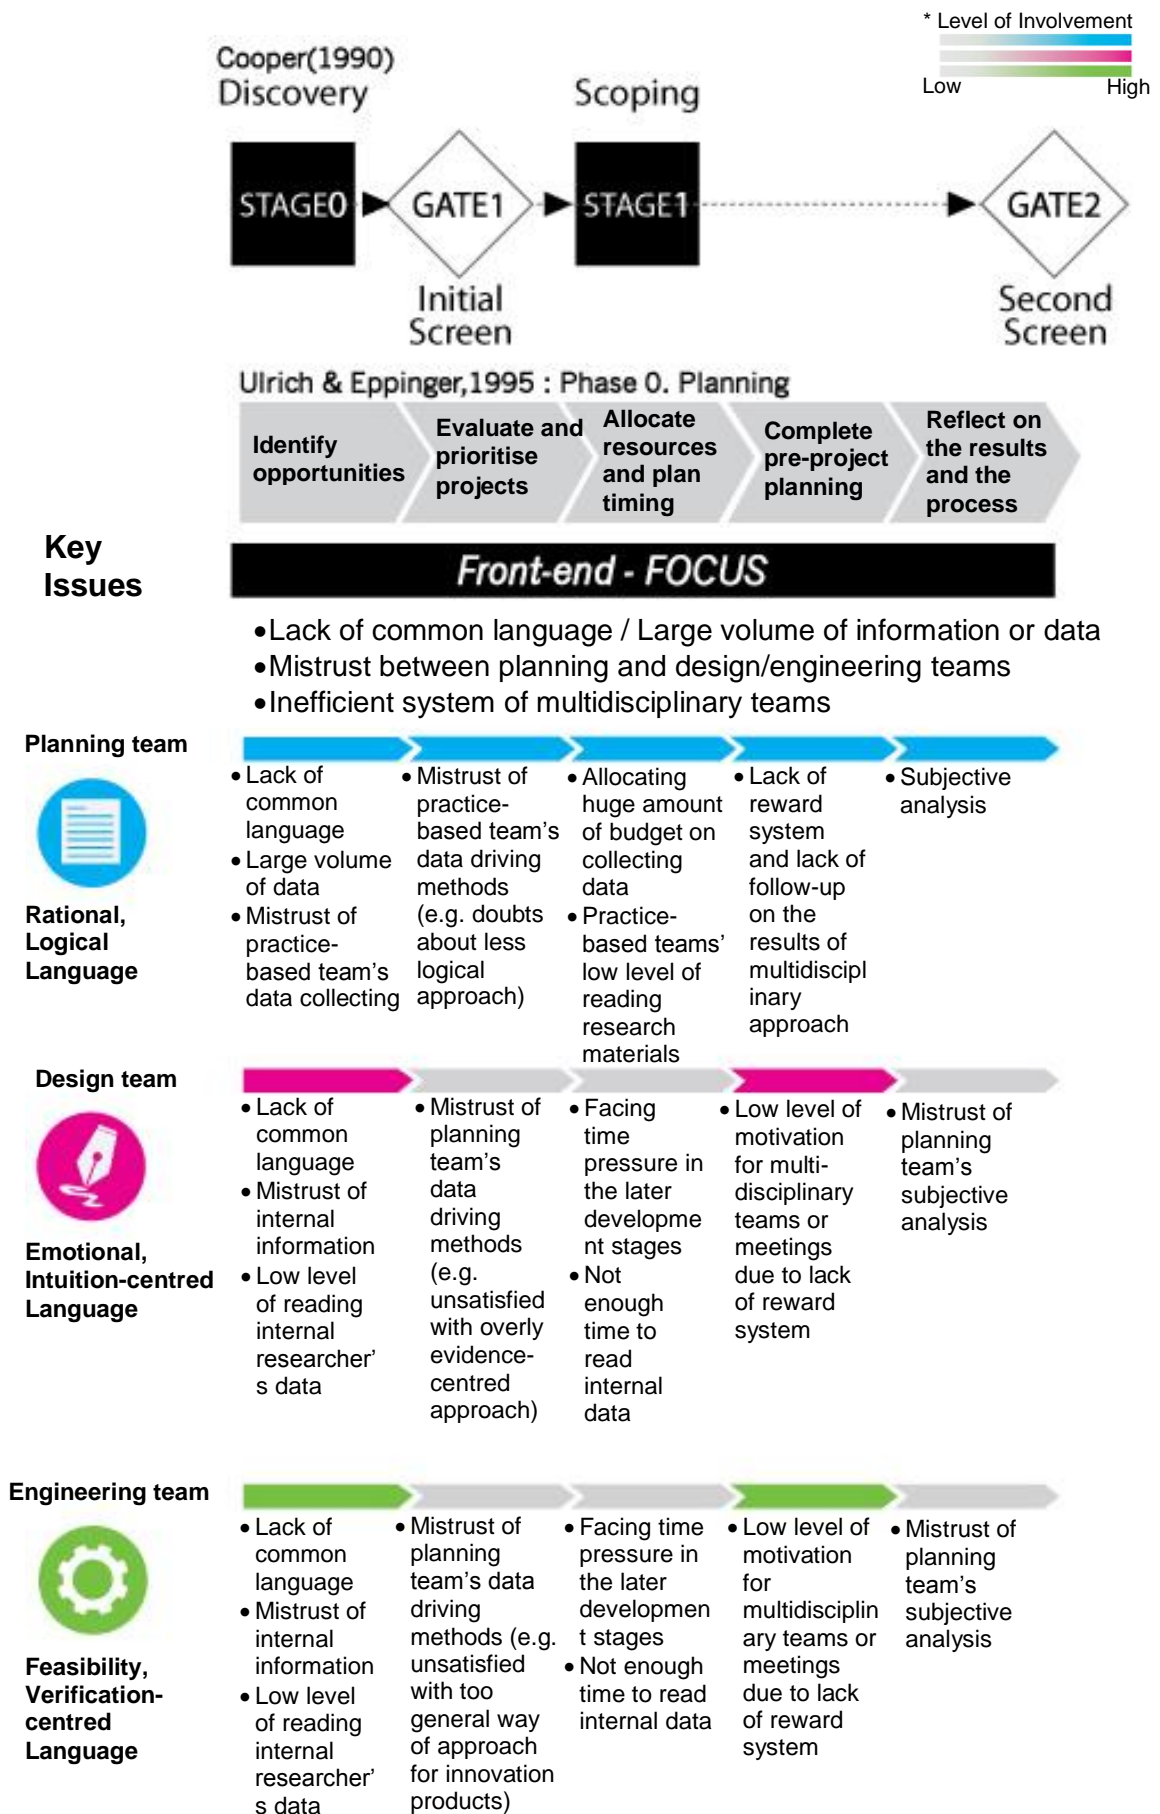 * Level of Involvement
Low High
Cooper(1990)
Discovery
Scoping
STAGE0
GATE1
STAGE1
GATE2
Initial
Screen
Second
Screen
Ulrich & Eppinger,1995 : Phase 0. Planning
Identify
opportunities
Evaluate and
prioritise
projects
Allocate
resources
and plan
timing
Complete
pre-project
planning
Reflect on
the results
and the
process
Key
Issues
Front-end - FOCUS
•Lack of common language / Large volume of information or data
•Mistrust between planning and design/engineering teams
•Inefficient system of multidisciplinary teams
Planning team
Rational,
Logical
Language
• Lack of
common
language
• Large volume
of data
• Mistrust of
practice-
based team's
data collecting
• Mistrust of
practice-
based team's
data driving
methods
(e.g. doubts
about less
logical
approach)
• Allocating
huge amount
of budget on
collecting
data
• Practice-
based teams'
low level of
reading
research
materials
• Lack of
reward
system
and lack of
follow-up
on the
results of
multidiscipl
inary
approach
• Subjective
analysis
Design team
Emotional,
Intuition-centred
Language
• Lack of
common
language
• Mistrust of
internal
information
• Low level
of reading
internal
researcher'
s data
• Mistrust of
planning
team's
data
driving
methods
(e.g.
unsatisfied
with overly
evidence-
centred
approach)
• Facing
time
pressure in
the later
developme
nt stages
• Not
enough
time to
read
internal
data
• Low level of
motivation
for multi-
disciplinary
teams or
meetings
due to lack
of reward
system
• Mistrust of
planning
team's
subjective
analysis
Engineering team
Feasibility,
Verification-
centred
Language
• Lack of
common
language
• Mistrust of
internal
information
• Low level
of reading
internal
researcher'
s data
• Mistrust of
planning
team's data
driving
methods (e.g.
unsatisfied
with too
general way
of approach
for innovation
products)
• Facing time
pressure in
the later
developmen
t stages
• Not enough
time to read
internal data
• Low level of
motivation
for
multidisciplin
ary teams or
meetings
due to lack
of reward
system
• Mistrust of
planning
team's
subjective
analysis